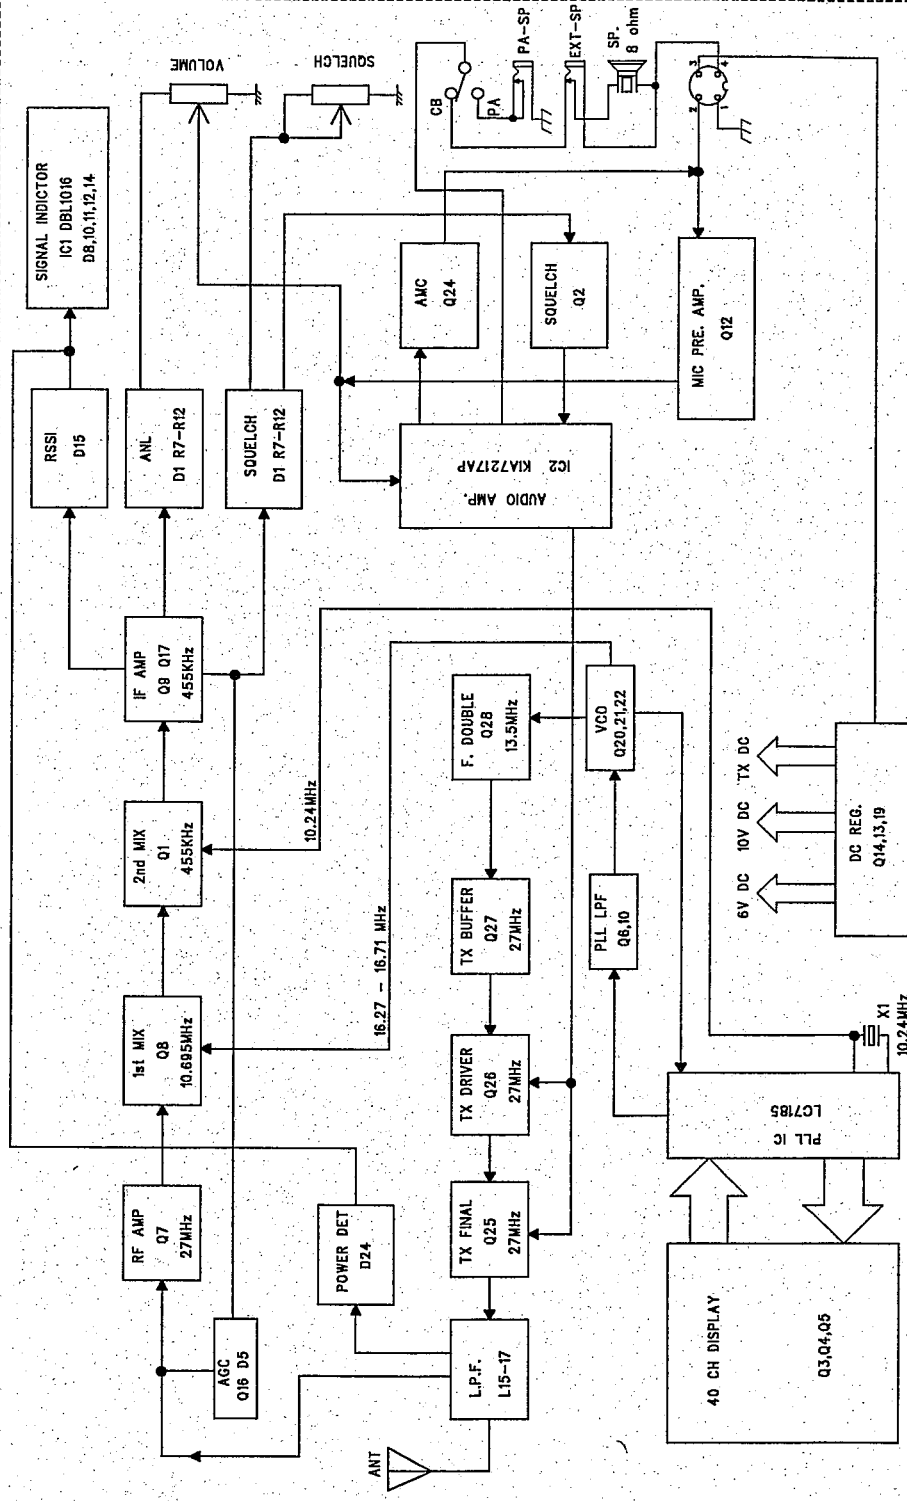 SIGNAL INDICTOR
IC1 DBL1016
D8,10,11,12,14
VOLUME
SQUELCH
CB
PA
PA-SP
EXT-SP
SP.
8 ohm
3
4
2
1
RSSI
D15
ANL
D1 R7-R12
SQUELCH
D1 R7-R12
AMC
Q24
SQUELCH
Q2
MIC PRE. AMP.
Q12
AUDIO AMP.
IC2 KIA7217AP
RF AMP
Q7
27MHz
1st MIX
Q8
10.695MHz
2nd MIX
Q1
455KHz
IF AMP
Q9 Q17
455KHz
10.24MHz
16.27 - 16.71 MHz
AGC
Q16 D5
POWER DET
D24
ANT
L.P.F.
L15-17
TX FINAL
Q25
27MHz
TX DRIVER
Q26
27MHz
TX BUFFER
Q27
27MHz
F. DOUBLE
Q28
13.5MHz
VCO
Q20,21,22
PLL LPF
Q6,10
PLL IC
LC7185
X1
10.24MHz
40 CH DISPLAY
Q3,Q4,Q5
6V DC
10V DC
TX DC
DC REG.
Q14,13,19